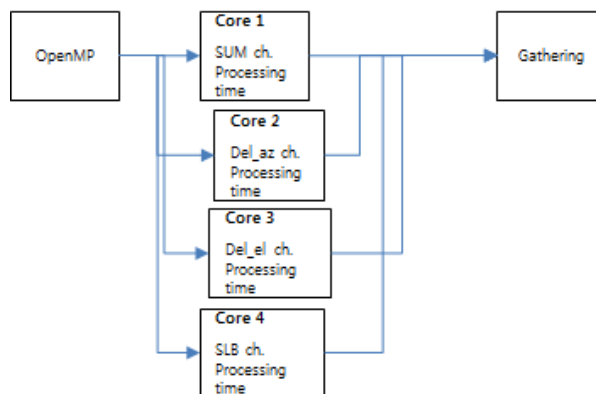 OpenMP
Core 1
SUM ch.
Processing
time
Gathering
Core 2
Del_az ch.
Processing
time
Core 3
Del_el ch.
Processing
time
Core 4
SLB ch.
Processing
time